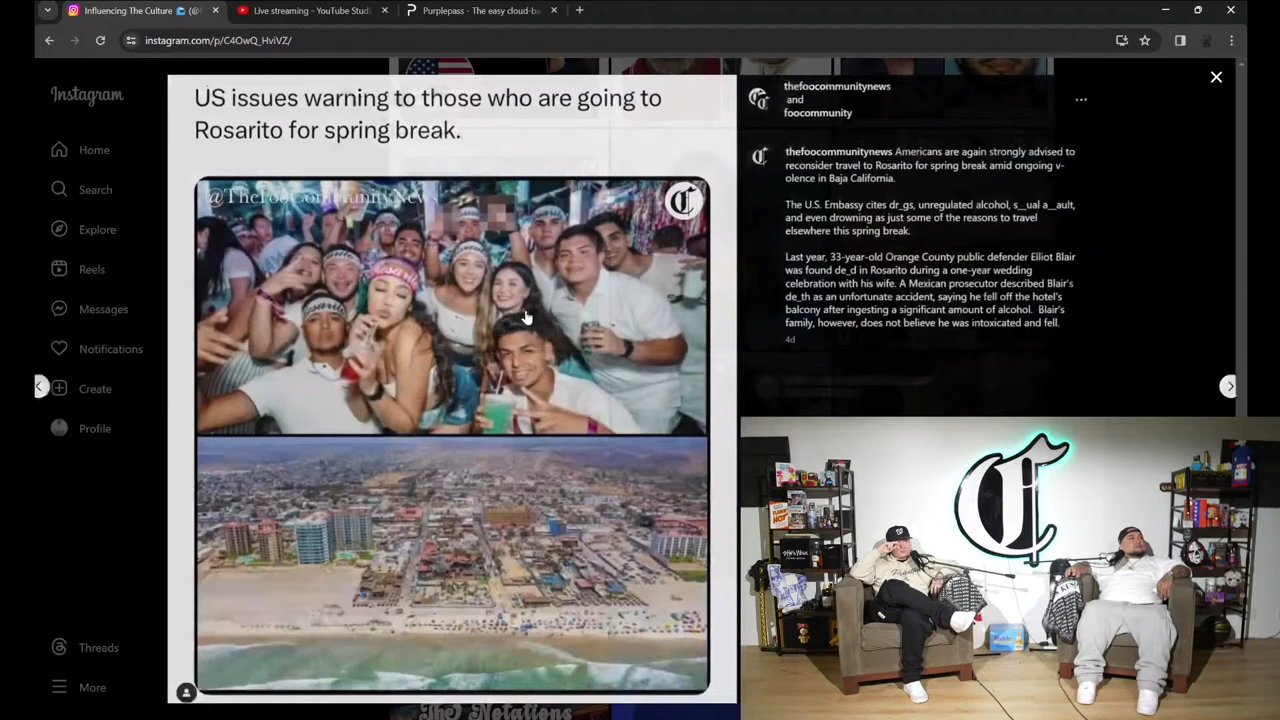 Influencing The Culture
Live streaming - YouTube Stud
Purplepass - The easy cloud-ba
instagram.com/p/C4OwQ_HviVZ/
Instagram
Home
Search
Explore
Reels
Messages
Notifications
Create
Profile
Threads
More
US issues warning to those who are going to
Rosarito for spring break.
@TheFooCommunityNews
C
thefoocommunitynews
and
foocommunity
thefoocommunitynews Americans are again strongly advised to
reconsider travel to Rosarito for spring break amid ongoing v-
olence in Baja California.
The U.S. Embassy cites dr_gs, unregulated alcohol, s__ual a__ault,
and even drowning as just some of the reasons to travel
elsewhere this spring break.
Last year, 33-year-old Orange County public defender Elliot Blair
was found de_d in Rosarito during a one-year wedding
celebration with his wife. A Mexican prosecutor described Blair's
de_th as an unfortunate accident, saying he fell off the hotel's
balcony after ingesting a significant amount of alcohol. Blair's
family, however, does not believe he was intoxicated and fell.
4d
C
The Notations